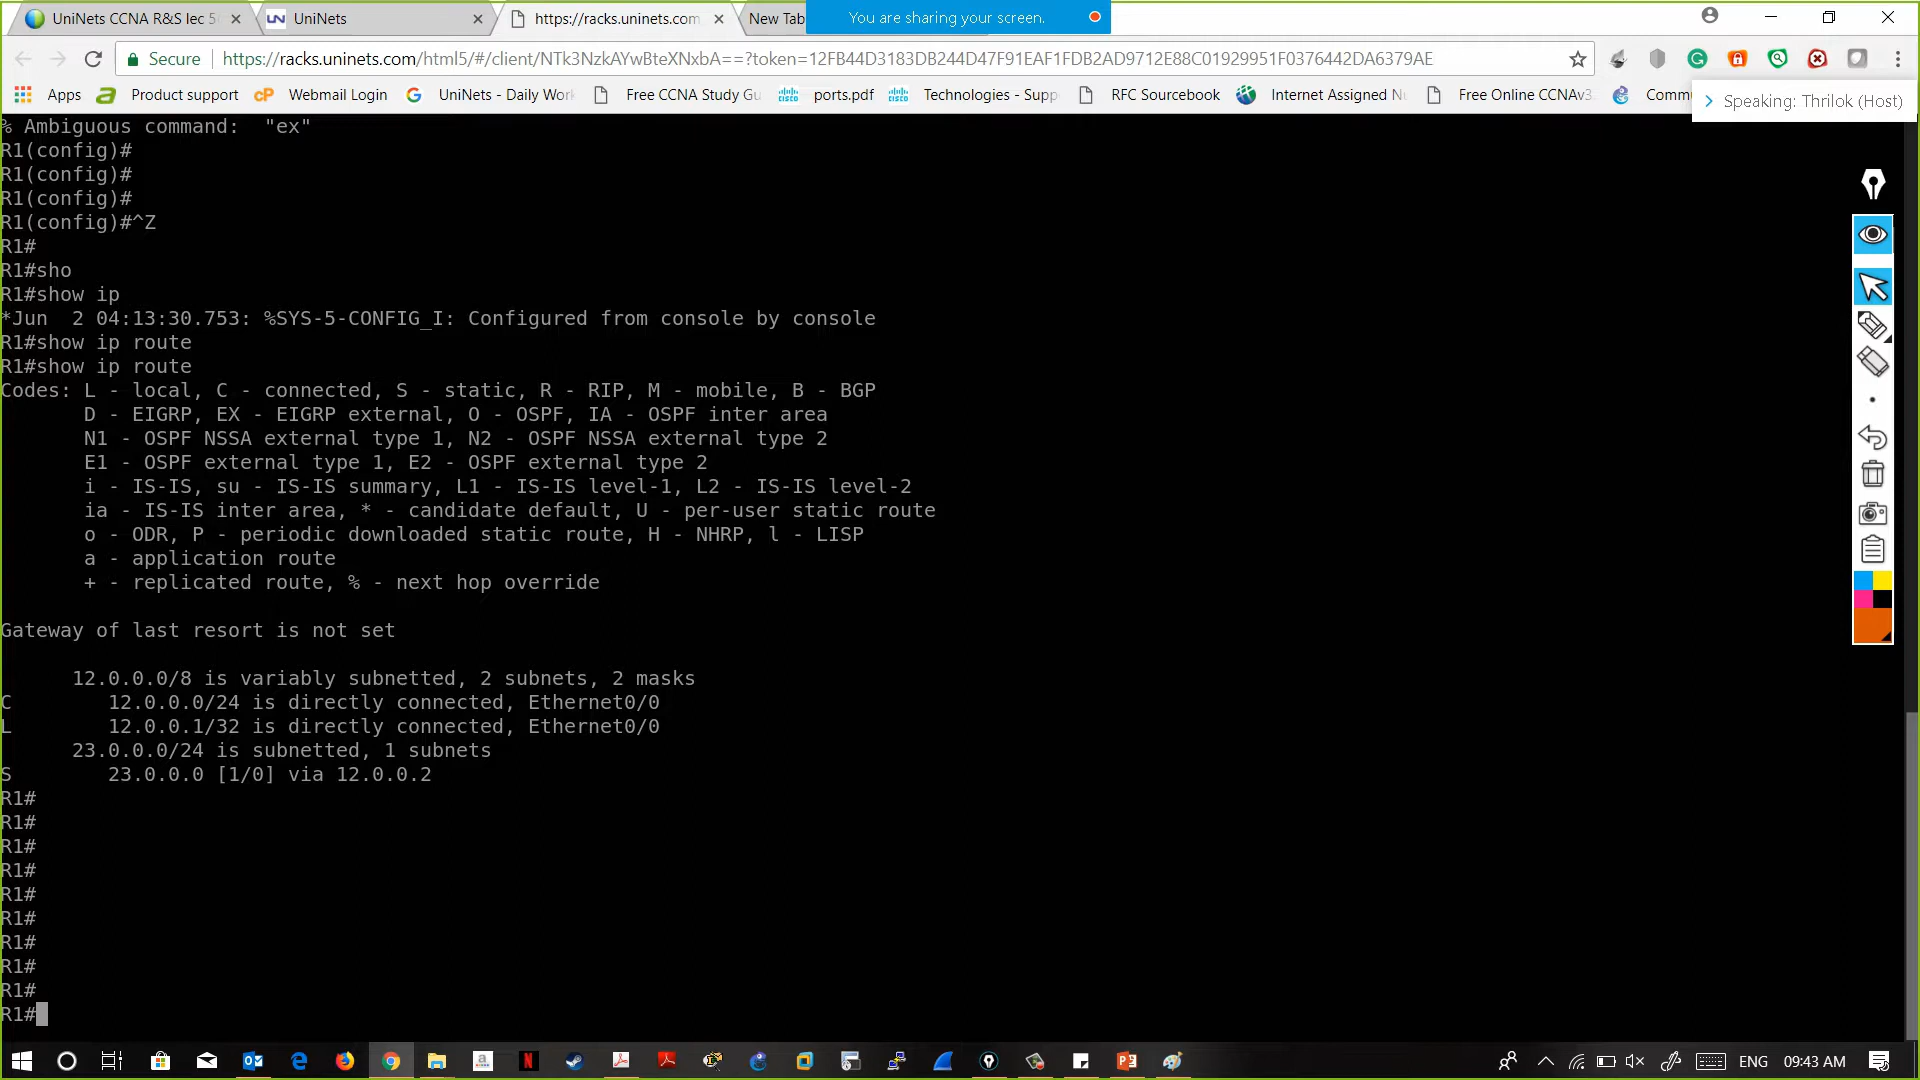 UniNets CCNA R&S lec 5
UniNets
https://racks.uninets.com
New Tab
You are sharing your screen.
Secure
https://racks.uninets.com/html5/#/client/NTk3NzkAYwBteXNxbA==?token=12FB44D3183DB244D47F91EAF1FDB2AD9712E88C01929951F0376442DA6379AE
Apps
Product support
Webmail Login
UniNets - Daily Work
Free CCNA Study Gu
ports.pdf
Technologies - Supp
RFC Sourcebook
Internet Assigned Nu
Free Online CCNAv3
Comm
Speaking: Thrilok (Host)
% Ambiguous command:  "ex"
R1(config)#
R1(config)#
R1(config)#
R1(config)#^Z
R1#
R1#sho
R1#show ip
*Jun  2 04:13:30.753: %SYS-5-CONFIG_I: Configured from console by console
R1#show ip route
R1#show ip route
Codes: L - local, C - connected, S - static, R - RIP, M - mobile, B - BGP
D - EIGRP, EX - EIGRP external, O - OSPF, IA - OSPF inter area
N1 - OSPF NSSA external type 1, N2 - OSPF NSSA external type 2
E1 - OSPF external type 1, E2 - OSPF external type 2
i - IS-IS, su - IS-IS summary, L1 - IS-IS level-1, L2 - IS-IS level-2
ia - IS-IS inter area, * - candidate default, U - per-user static route
o - ODR, P - periodic downloaded static route, H - NHRP, l - LISP
a - application route
+ - replicated route, % - next hop override
Gateway of last resort is not set
12.0.0.0/8 is variably subnetted, 2 subnets, 2 masks
C        12.0.0.0/24 is directly connected, Ethernet0/0
L        12.0.0.1/32 is directly connected, Ethernet0/0
23.0.0.0/24 is subnetted, 1 subnets
S        23.0.0.0 [1/0] via 12.0.0.2
R1#
R1#
R1#
R1#
R1#
R1#
R1#
R1#
R1#
R1#
ENG
09:43 AM